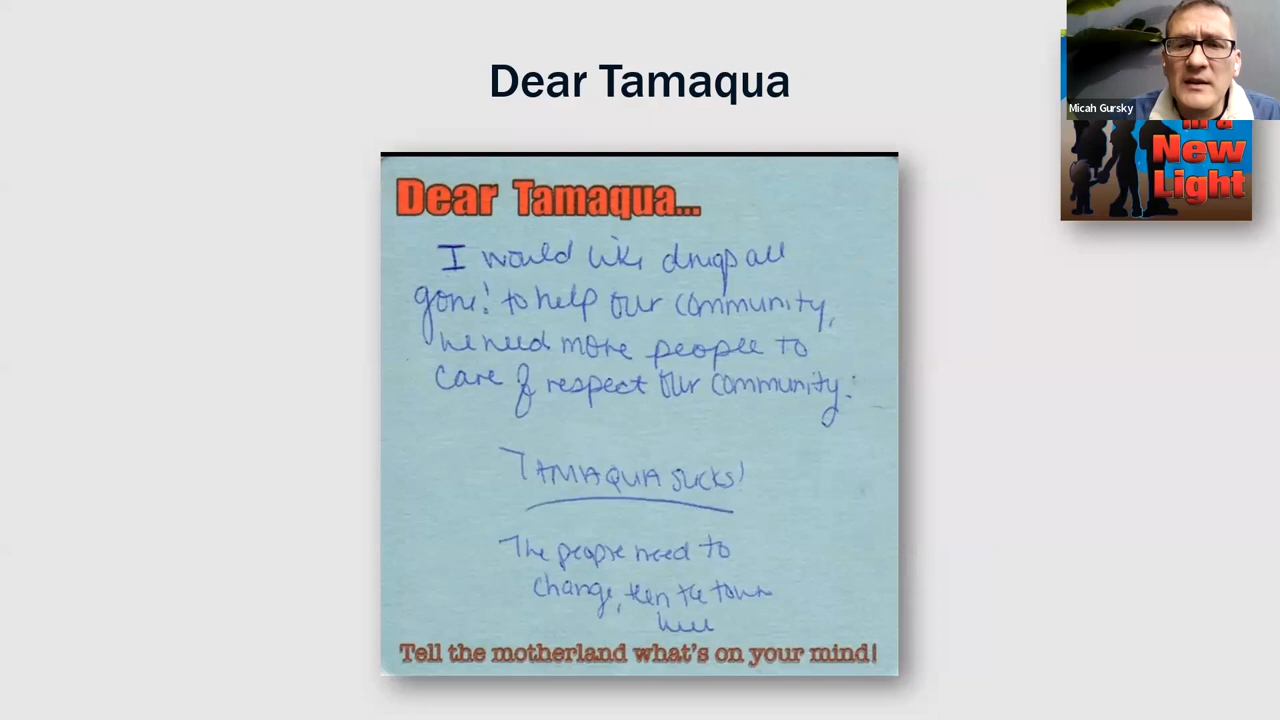 Dear Tamaqua
Micah Gursky
in a
New
Light
Dear Tamaqua...
I would like drugs all
gone! to help our community,
we need more people to
care & respect our community.
TAMAQUA SUCKS!
The people need to
change, then the town
will
Tell the motherland what's on your mind!